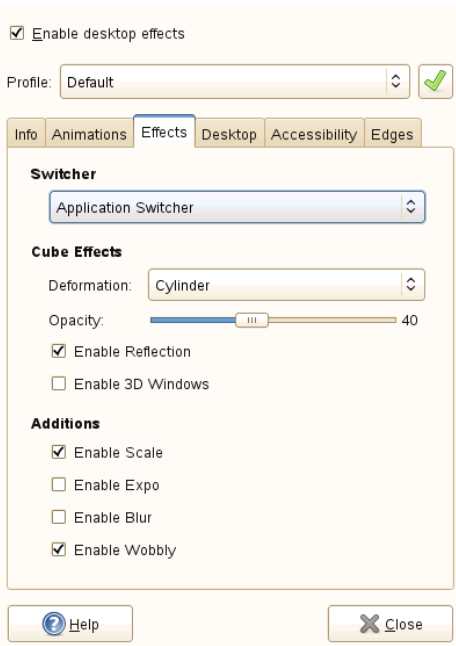 Enable desktop effects
Profile: Default
Info Animations Effects Desktop Accessibility Edges
Switcher
Application Switcher
Cube Effects
Deformation: Cylinder
Opacity: 40
Enable Reflection
Enable 3D Windows
Additions
Enable Scale
Enable Expo
Enable Blur
Enable Wobbly
Help Close